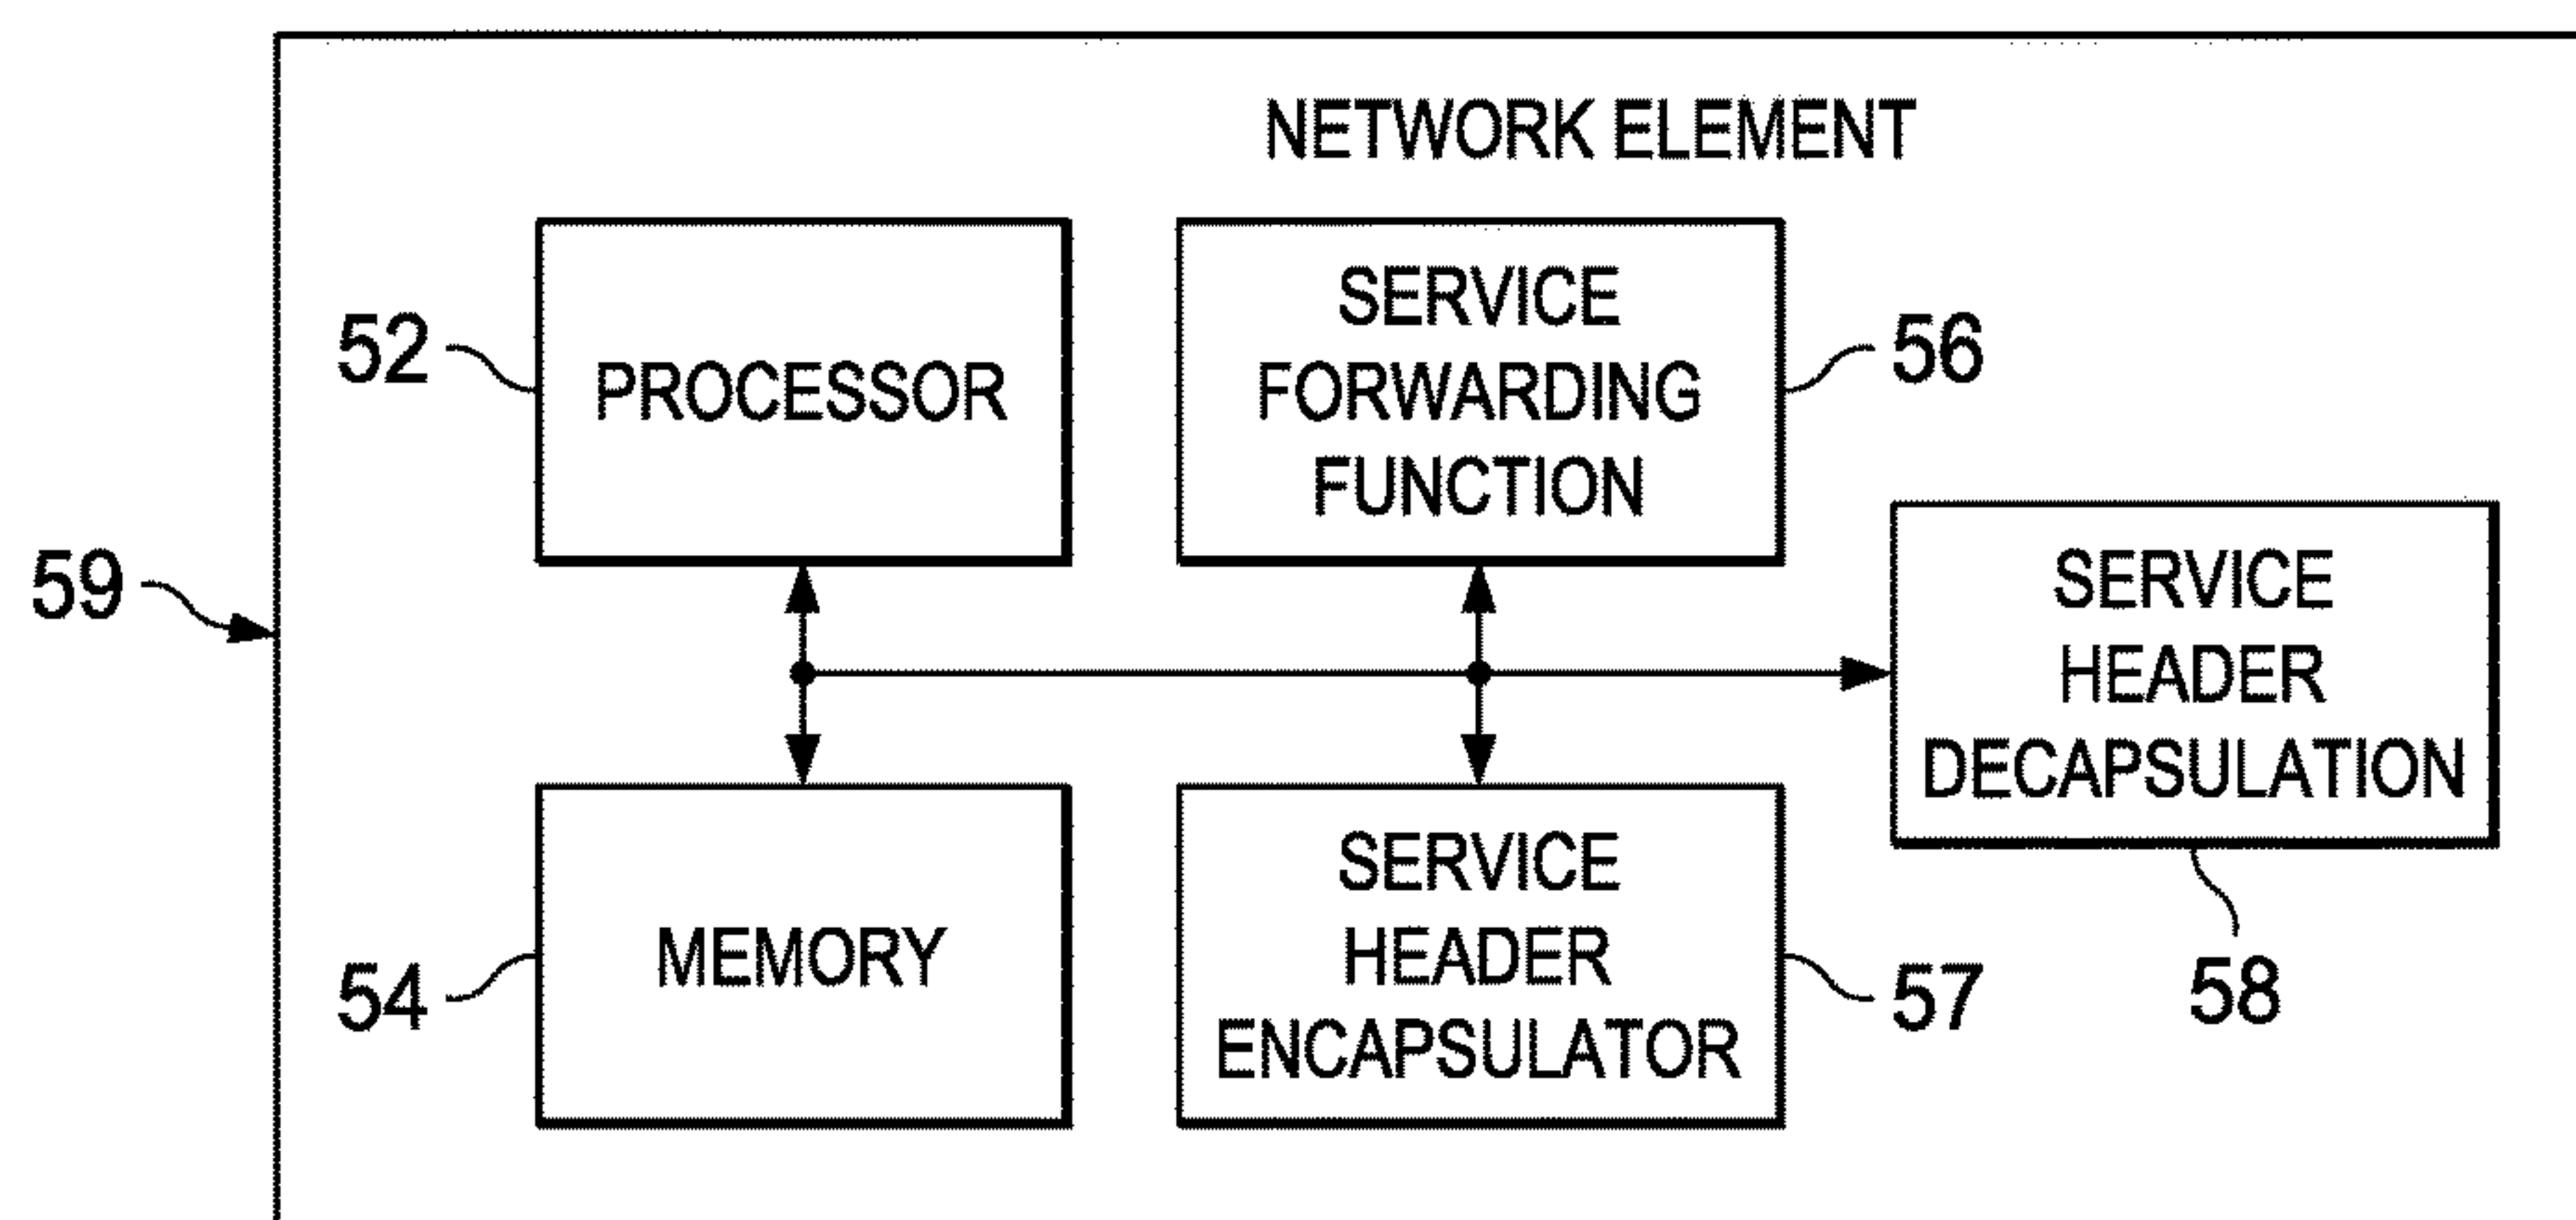 NETWORK ELEMENT
52
PROCESSOR
SERVICE
FORWARDING
FUNCTION
56
59
SERVICE
HEADER
DECAPSULATION
58
54
MEMORY
SERVICE
HEADER
ENCAPSULATOR
57